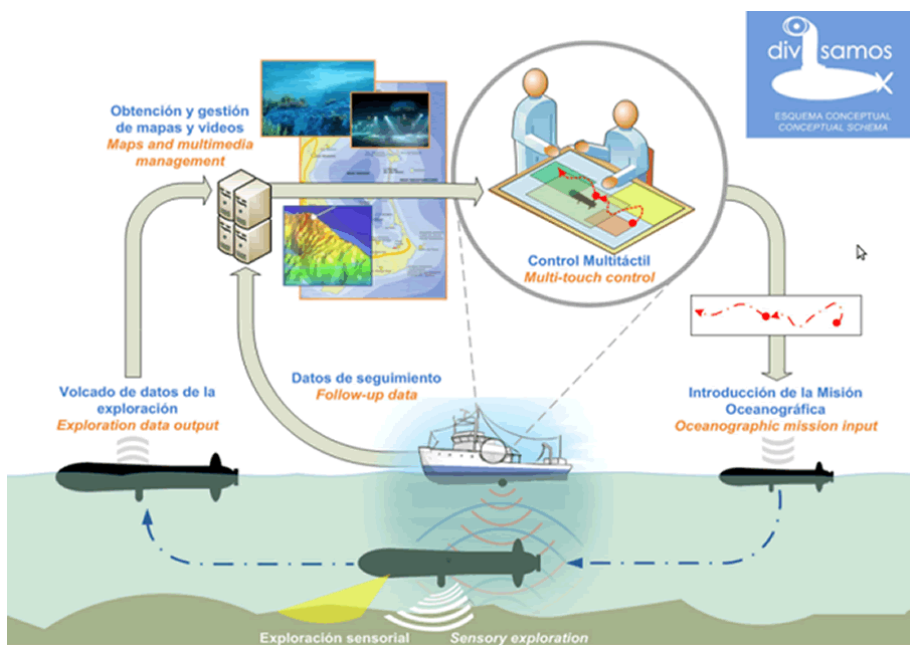 div samos
ESQUEMA CONCEPTUAL
CONCEPTUAL SCHEMA
Obtención y gestión
de mapas y videos
Maps and multimedia
management
Control Multitáctil
Multi-touch control
Volcado de datos de la
exploración
Exploration data output
Datos de seguimiento
Follow-up data
Introducción de la Misión
Oceanográfica
Oceanographic mission input
Exploración sensorial
Sensory exploration